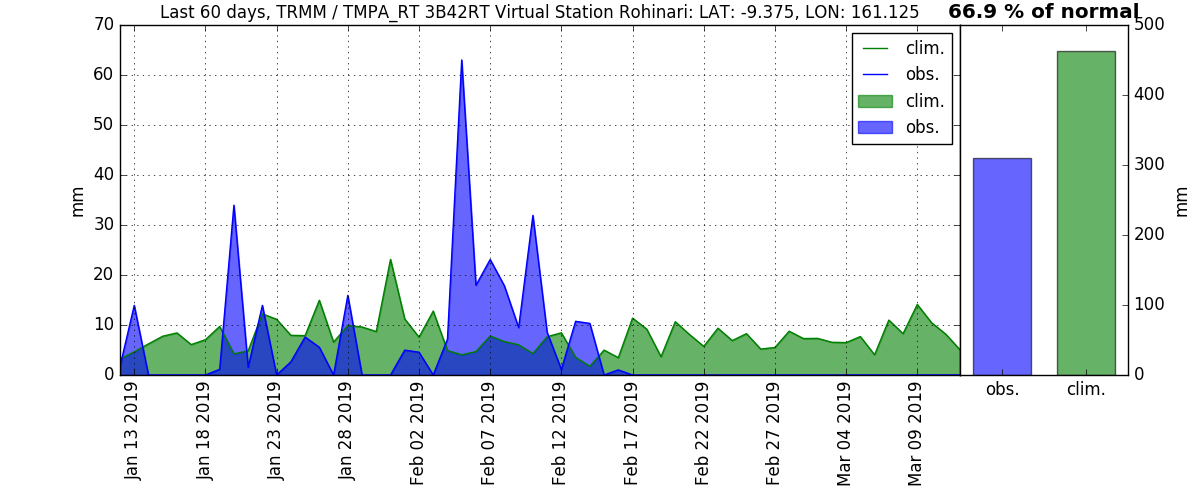 Last 60 days, TRMM / TMPA_RT 3B42RT Virtual Station Rohinari: LAT: -9.375, LON: 161.125
66.9 % of normal
70
60
50
40
30
20
10
0
mm
clim.
obs.
clim.
obs.
500
400
300
200
100
0
mm
Jan 13 2019
Jan 18 2019
Jan 23 2019
Jan 28 2019
Feb 02 2019
Feb 07 2019
Feb 12 2019
Feb 17 2019
Feb 22 2019
Feb 27 2019
Mar 04 2019
Mar 09 2019
obs.
clim.